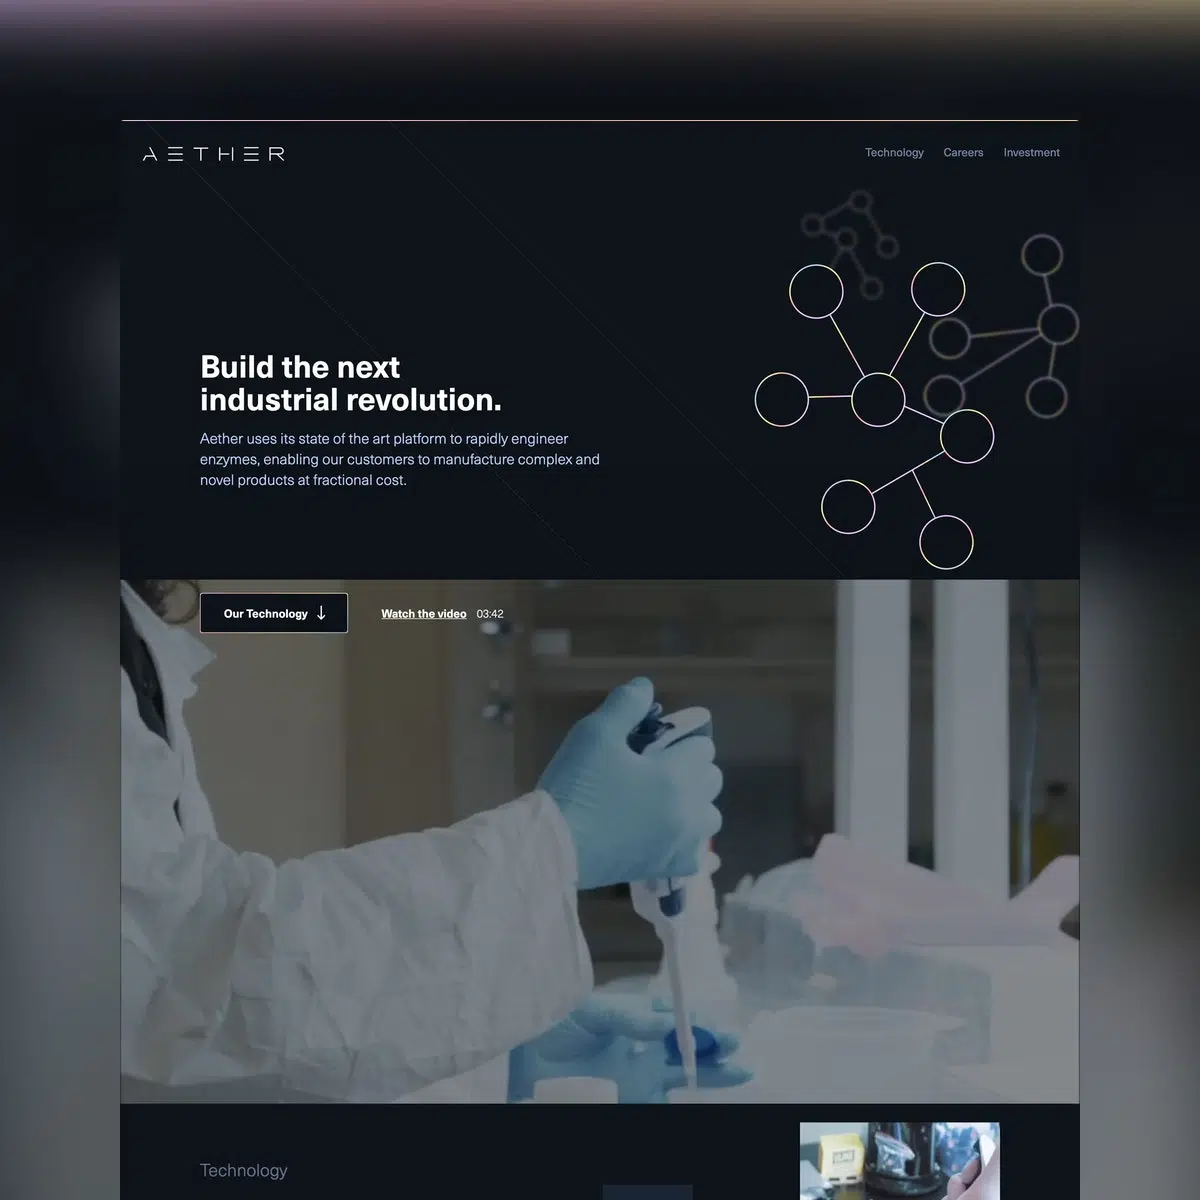 AETHER
Technology Careers Investment
Build the next
industrial revolution.
Aether uses its state of the art platform to rapidly engineer
enzymes, enabling our customers to manufacture complex and
novel products at fractional cost.
Our Technology ↓ Watch the video 03:42
Technology